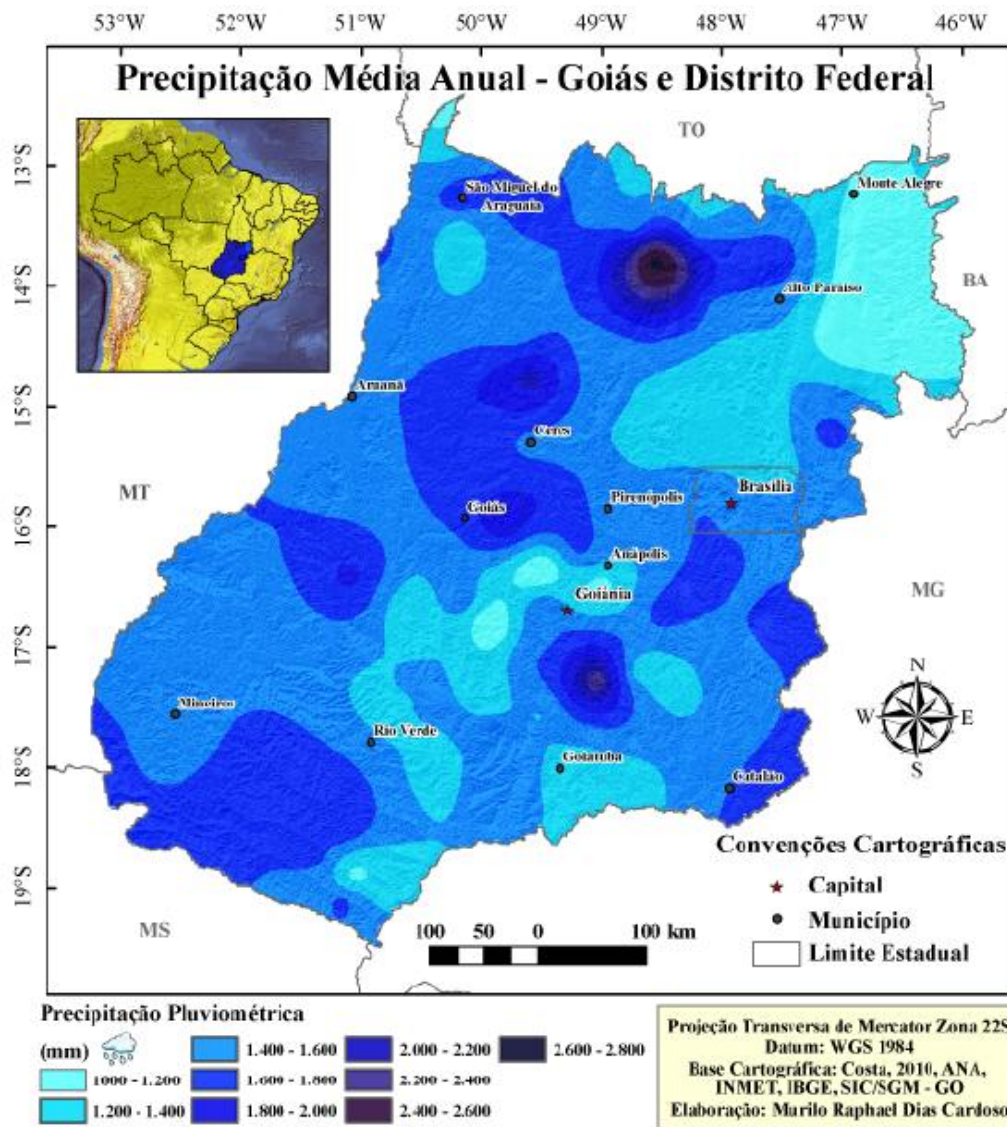 53°W 52°W 51°W 50°W 49°W 48°W 47°W 46°W
Precipitação Média Anual - Goiás e Distrito Federal
TO
13°S
São Miguel do
Araguaia
Monte Alegre
14°S
Alto Paraíso
BA
Aruanã
15°S
Ceres
MT
Brasília
Pirenópolis
Goiás
16°S
Anápolis
MG
Goiânia
17°S
N
Mineiros
W E
Rio Verde
S
18°S
Goiatuba
Catalão
Convenções Cartográficas
19°S
Capital
Município
MS
100 50 0 100 km
Limite Estadual
Precipitação Pluviométrica
(mm)
1.400 - 1.600
2.000 - 2.200
2.600 - 2.800
1000 - 1.200
1.600 - 1.800
2.200 - 2.400
1.200 - 1.400
1.800 - 2.000
2.400 - 2.600
Projeção Transversa de Mercator Zona 22S
Datum: WGS 1984
Base Cartográfica: Costa, 2010, ANA,
INMET, IBGE, SIC/SGM - GO
Elaboração: Murilo Raphael Dias Cardoso